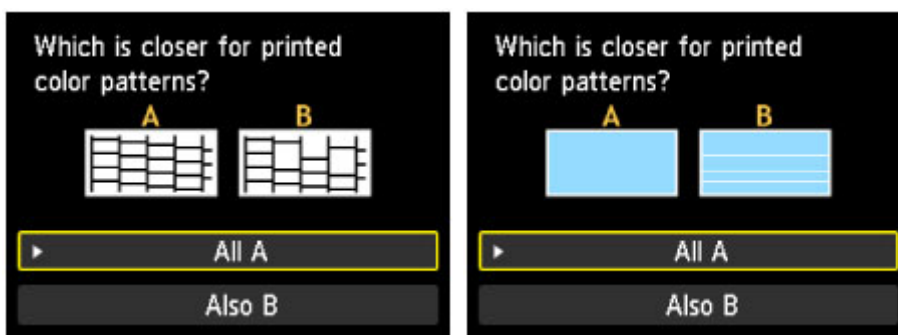 Which is closer for printed
color patterns?
A B
All A
Also B
Which is closer for printed
color patterns?
A B
All A
Also B